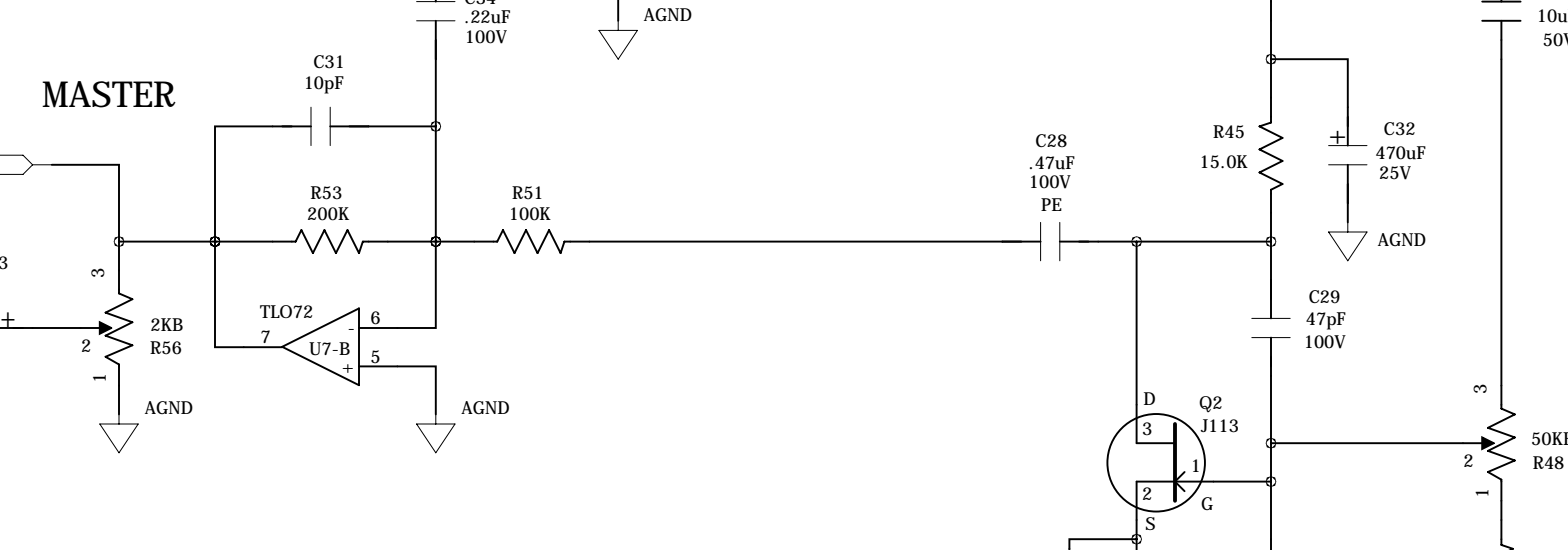 .22uF
100V
AGND
50V
C31
10pF
MASTER
R45
15.0K
C32
470uF
25V
C28
.47uF
100V
PE
R53
200K
R51
100K
AGND
3
3
C29
47pF
100V
TLO72
6
+
2KB
7
-
U7-B
2
R56
5
+
1
3
AGND
AGND
D
Q2
J113
3
2
R48
1
2
1
G
S